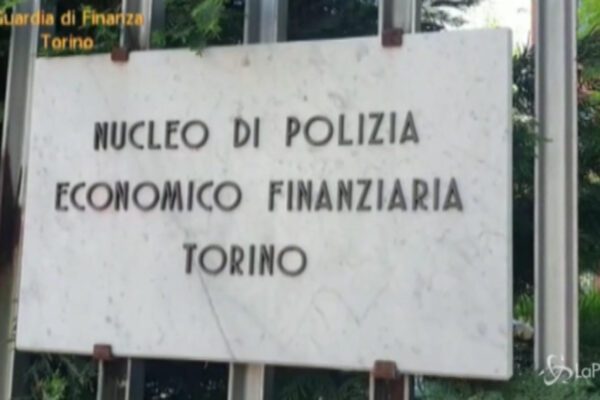 Guardia di Finanza
Torino
NUCLEO DI POLIZIA
ECONOMICO FINANZIARIA
TORINO